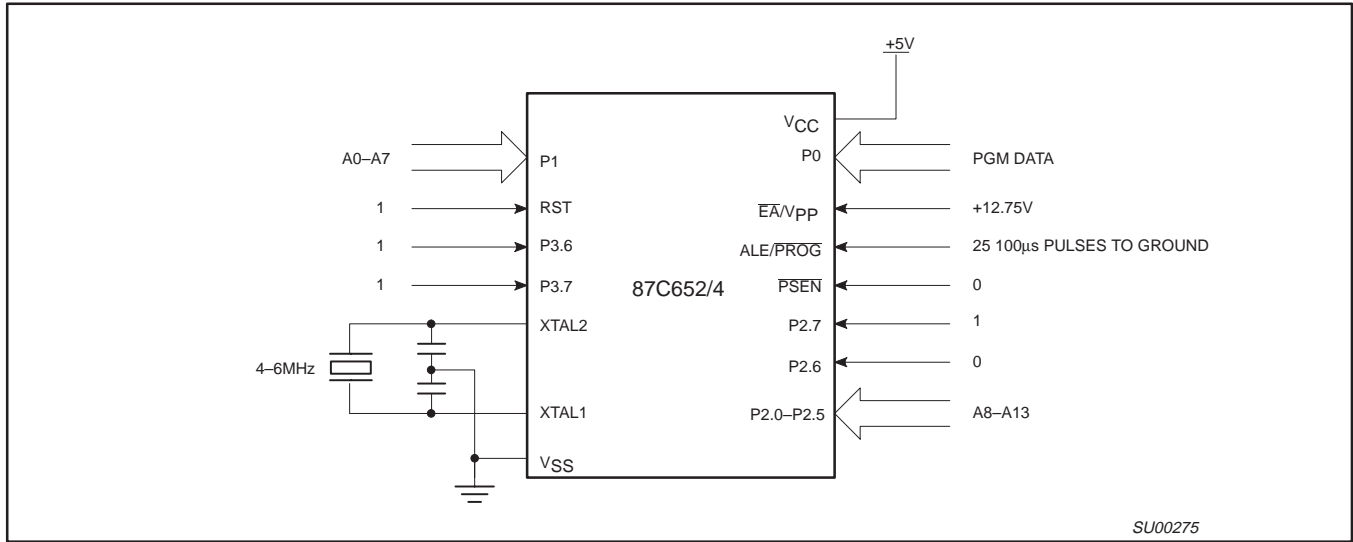 +5V
VCC
A0–A7
P1
P0
PGM DATA
1
RST
EA/VPP
+12.75V
1
P3.6
ALE/PROG
25 100μs PULSES TO GROUND
1
P3.7
87C652/4
PSEN
0
XTAL2
P2.7
1
4–6MHz
P2.6
0
XTAL1
P2.0–P2.5
A8–A13
VSS
SU00275